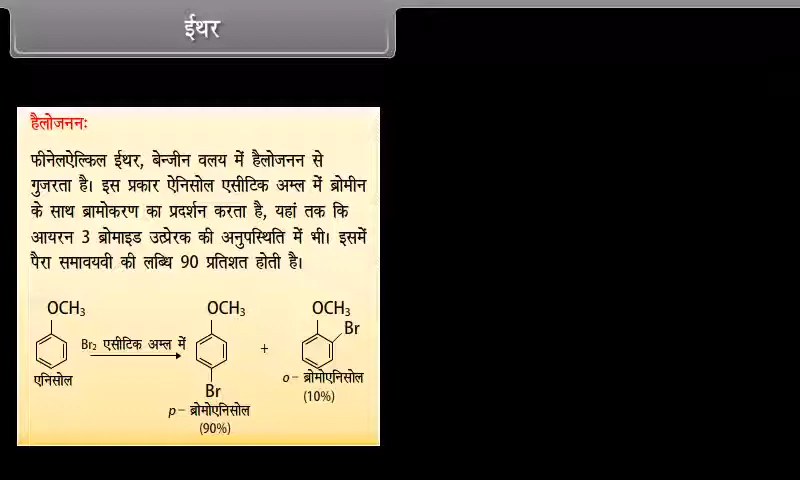 ईथर
हैलोजननः
फीनेलऐल्किल ईथर, बेन्जीन वलय में हैलोजनन से
गुजरता है। इस प्रकार ऐनिसोल एसीटिक अम्ल में ब्रोमीन
के साथ ब्रामोकरण का प्रदर्शन करता है, यहां तक कि
आयरन 3 ब्रोमाइड उत्प्रेरक की अनुपस्थिति में भी। इसमें
पैरा समावयवी की लब्धि 90 प्रतिशत होती है।
OCH₃ OCH₃ OCH₃
Br
Br₂ एसीटिक अम्ल में
+
एनिसोल
Br
o – ब्रोमोएनिसोल
(10%)
p – ब्रोमोएनिसोल
(90%)